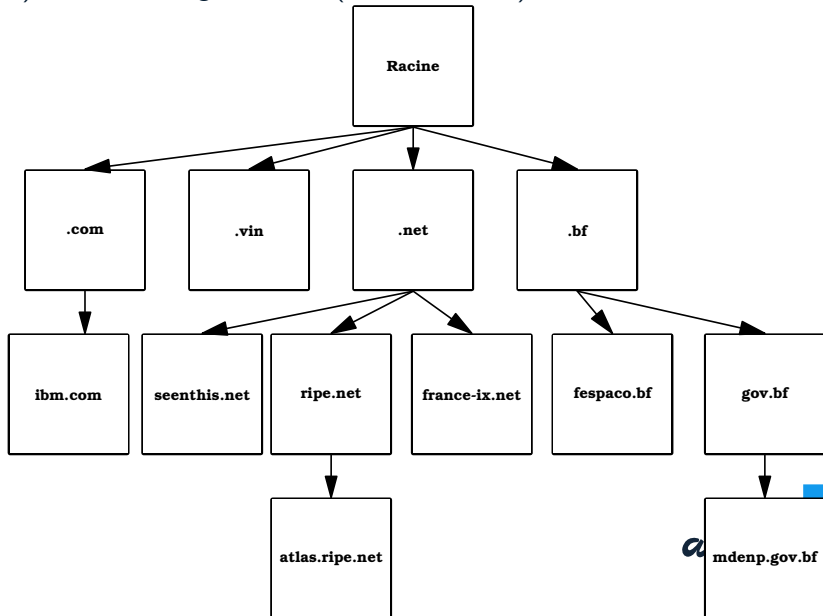 Racine
.com
.vin
.net
.bf
ibm.com
seenthis.net
ripe.net
france-ix.net
fespaco.bf
gov.bf
atlas.ripe.net
a
mdenp.gov.bf